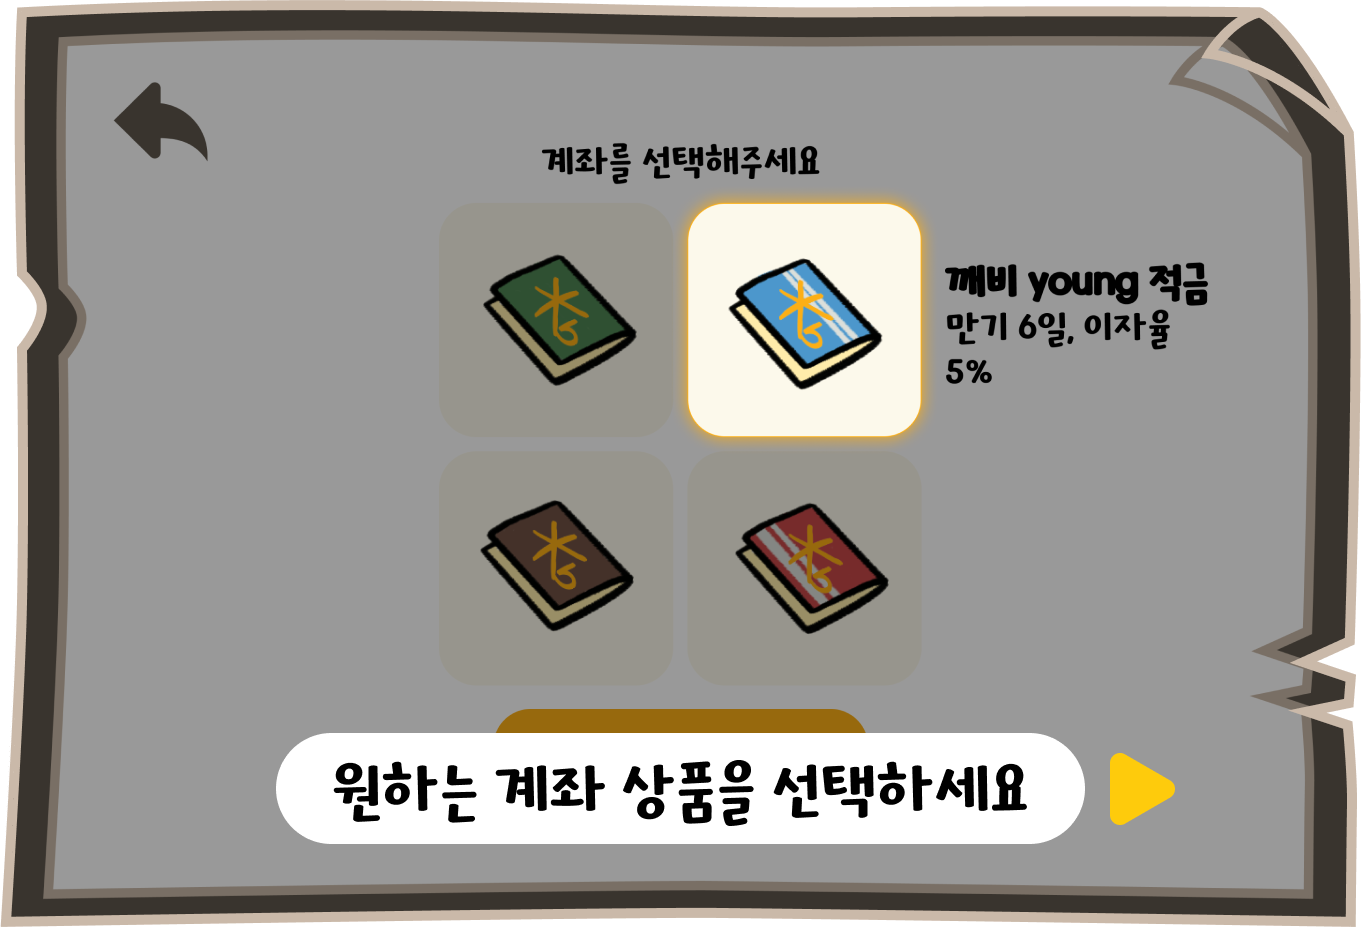 계좌를 선택해주세요
깨비 young 적금
만기 6일, 이자율
5%
원하는 계좌 상품을 선택하세요